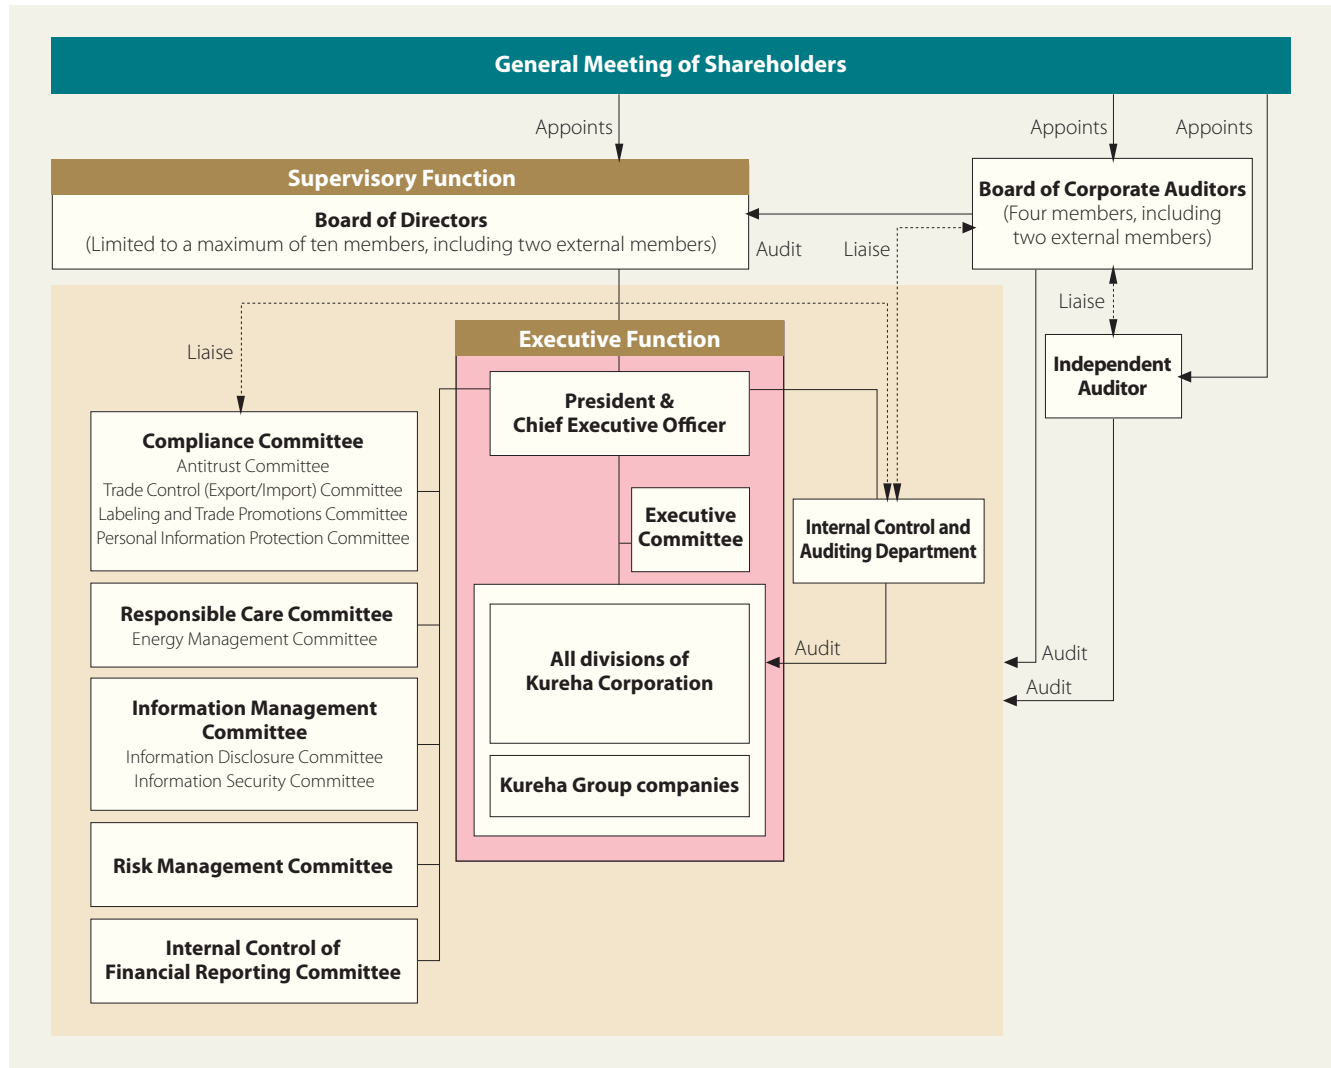 General Meeting of Shareholders
Appoints
Appoints
Appoints
Supervisory Function
Board of Directors
(Limited to a maximum of ten members, including two external members)
Board of Corporate Auditors
(Four members, including
two external members)
Audit
Liaise
Liaise
Independent
Auditor
Liaise
Executive Function
President &
Chief Executive Officer
Executive
Committee
All divisions of
Kureha Corporation
Kureha Group companies
Compliance Committee
Antitrust Committee
Trade Control (Export/Import) Committee
Labeling and Trade Promotions Committee
Personal Information Protection Committee
Responsible Care Committee
Energy Management Committee
Information Management
Committee
Information Disclosure Committee
Information Security Committee
Risk Management Committee
Internal Control of
Financial Reporting Committee
Internal Control and
Auditing Department
Audit
Audit
Audit